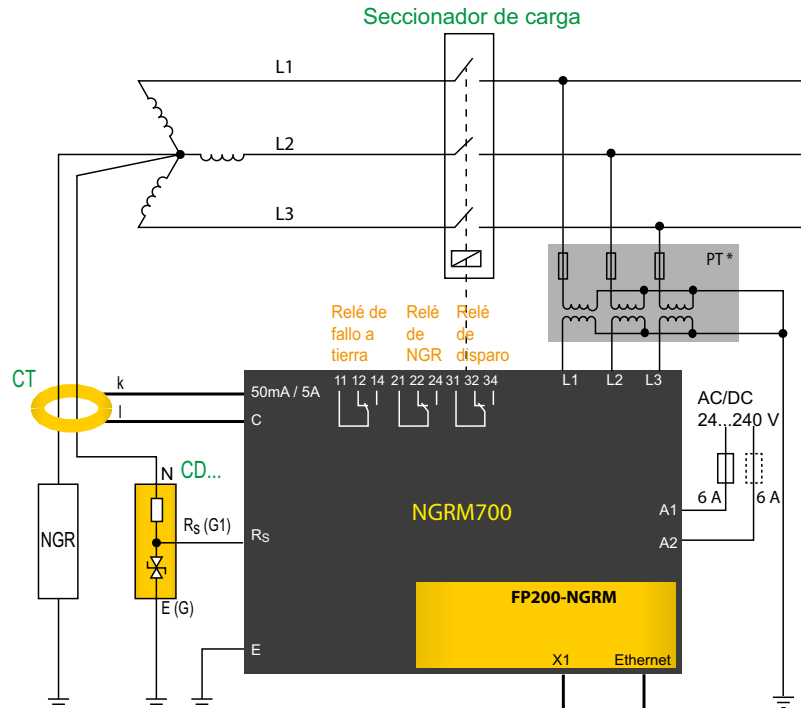 Seccionador de carga
L1
L2
L3
PT *
Relé de
fallo a
tierra
Relé
de
NGR
Relé
de
disparo
CT
k
l
50mA / 5A
C
11 12 14 21 22 24 31 32 34
L1 L2 L3
AC/DC
24...240 V
6 A
6 A
N
CD...
NGR
RS (G1)
RS
NGRM700
A1
A2
E (G)
E
FP200-NGRM
X1
Ethernet